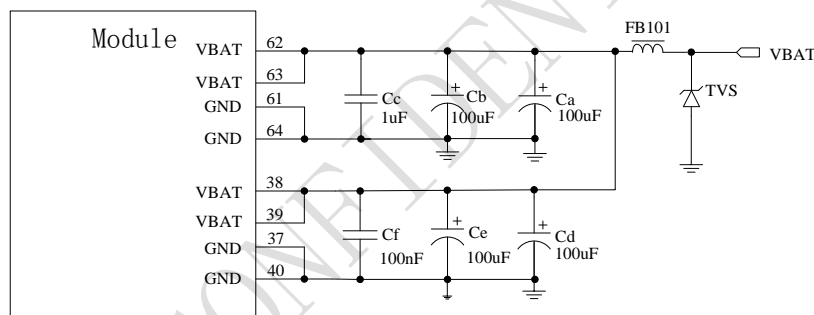 FB101
Module
VBAT 62
VBAT
VBAT 63
TVS
GND 61
Cc
1uF
+
Cb
100uF
+
Ca
100uF
GND 64
VBAT 38
VBAT 39
GND 37
Cf
100nF
+
Ce
100uF
+
Cd
100uF
GND 40
CONFIDENT